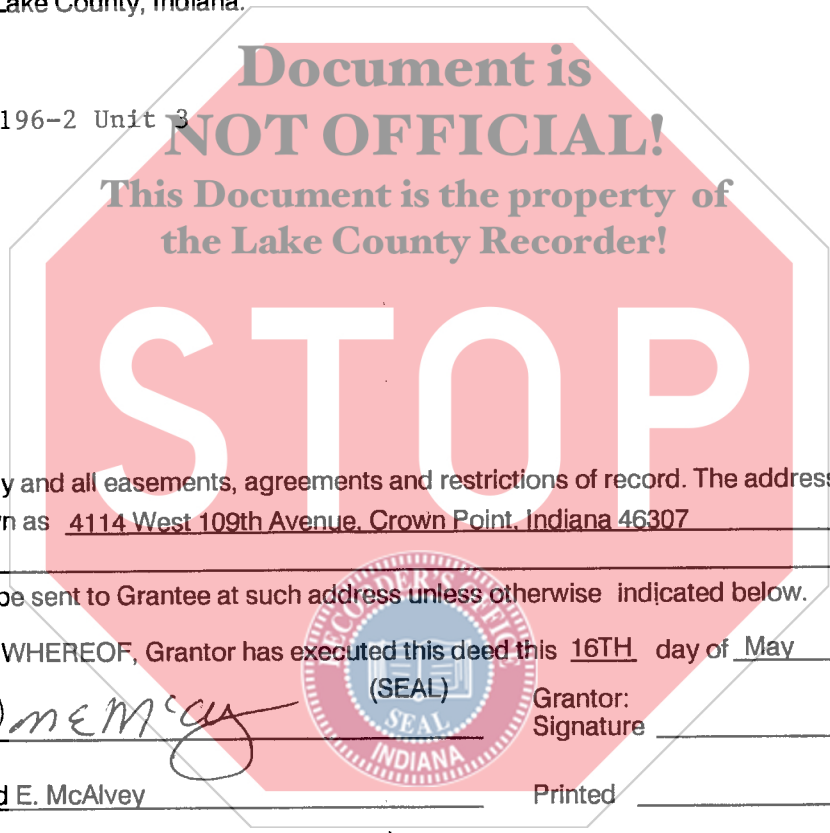 Lake County, Indiana.
Document is
196-2 Unit 3
NOT OFFICIAL!
This Document is the property of
the Lake County Recorder!
STOP
y and all easements, agreements and restrictions of record. The address
n as 4114 West 109th Avenue, Crown Point, Indiana 46307
be sent to Grantee at such address unless otherwise indicated below.
WHEREOF, Grantor has executed this deed this 16TH day of May
(SEAL)
Grantor:
Signature
RECORDER'S OFFICE
SEAL
INDIANA
d E. McAlvey
Printed